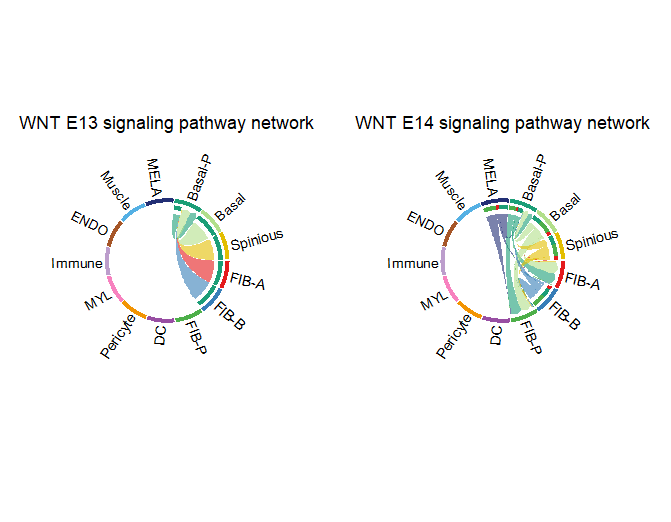 WNT E13 signaling pathway network
WNT E14 signaling pathway network
MELA
Basal-P
Basal
Spinious
FIB-A
FIB-B
FIB-P
DC
Pericyte
MYL
Immune
ENDO
Muscle
MELA
Basal-P
Basal
Spinious
FIB-A
FIB-B
FIB-P
DC
Pericyte
MYL
Immune
ENDO
Muscle